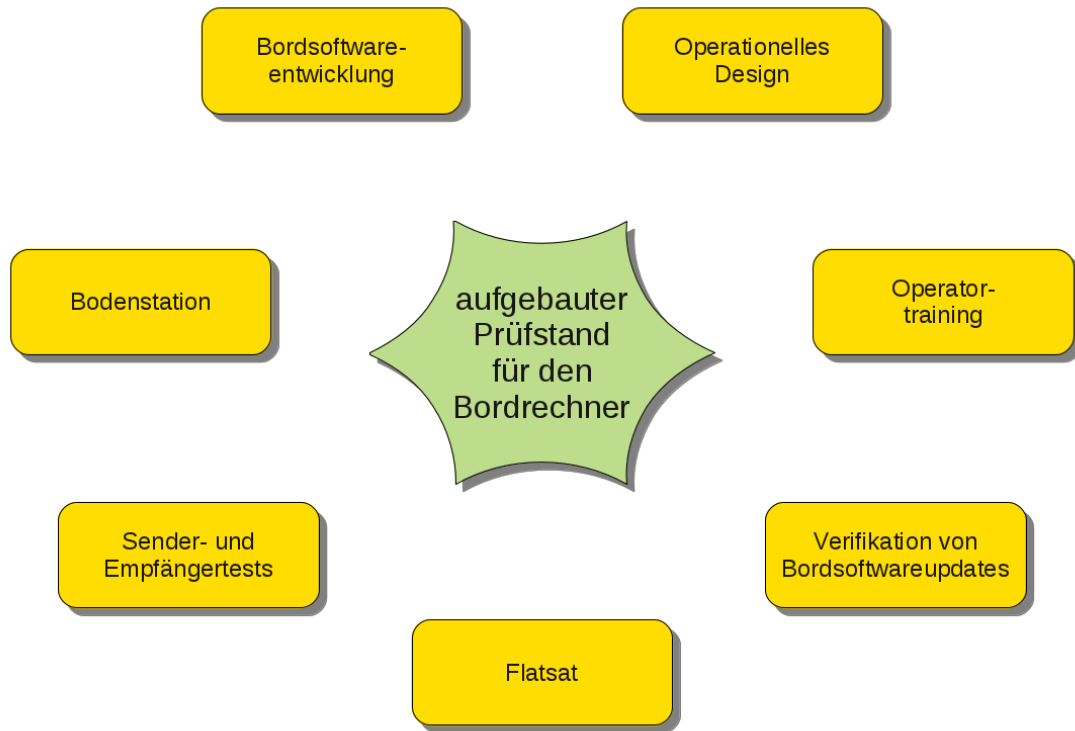 Bordsoftware-
entwicklung
Operationelles
Design
Bodenstation
aufgebauter
Prüfstand
für den
Bordrechner
Operator-
training
Sender- und
Empfängertests
Verifikation von
Bordsoftwareupdates
Flatsat